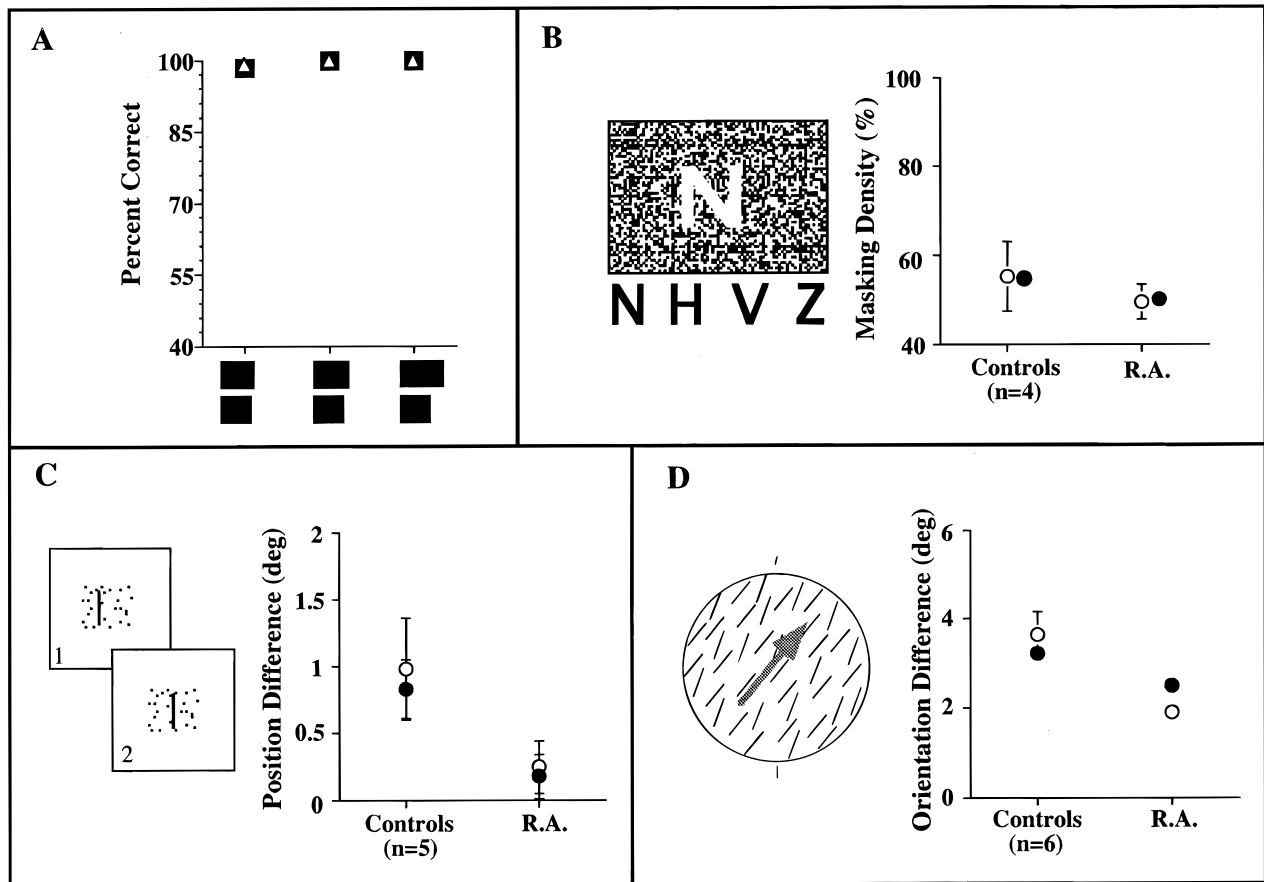 A
Percent Correct
100
85
70
55
40
B
N
N H V Z
Masking Density (%)
100
80
60
40
Controls
(n=4)
R.A.
C
1
2
Position Difference (deg)
2
1.5
1
0.5
0
Controls
(n=5)
R.A.
D
Orientation Difference (deg)
6
4
2
0
Controls
(n=6)
R.A.